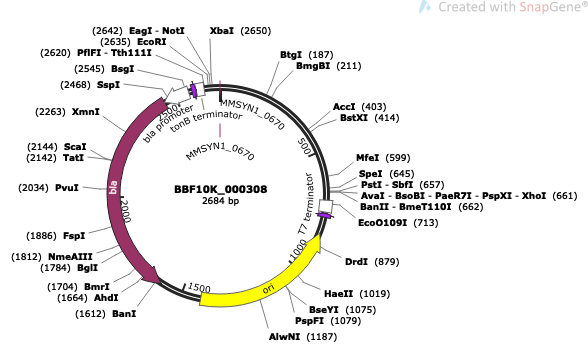 Created with SnapGene®
(2642) EagI - NotI
XbaI (2650)
(2635) EcoRI
(2620) PflFI - Tth111I
BtgI (187)
(2545) BsgI
BmgBI (211)
(2468) SspI
(2263) XmnI
AccI (403)
BstXI (414)
2500
bla promoter
tonB terminator
MMSYN1_0670
MMSYN1_0670
500
(2144) ScaI
(2142) TatI
MfeI (599)
SpeI (645)
PstI - SbfI (657)
(2034) PvuI
bla
BBF10K_000308
2684 bp
AvaI - BsoBI - PaeR7I - PspXI - XhoI (661)
BanII - BmeT110I (662)
T7 terminator
EcoO109I (713)
2000
(1886) FspI
(1812) NmeAIII
(1784) BglI
1000
DrdI (879)
(1704) BmrI
(1664) AhdI
1500
ori
HaeII (1019)
(1612) BanI
BseYI (1075)
PspFI (1079)
AlwNI (1187)